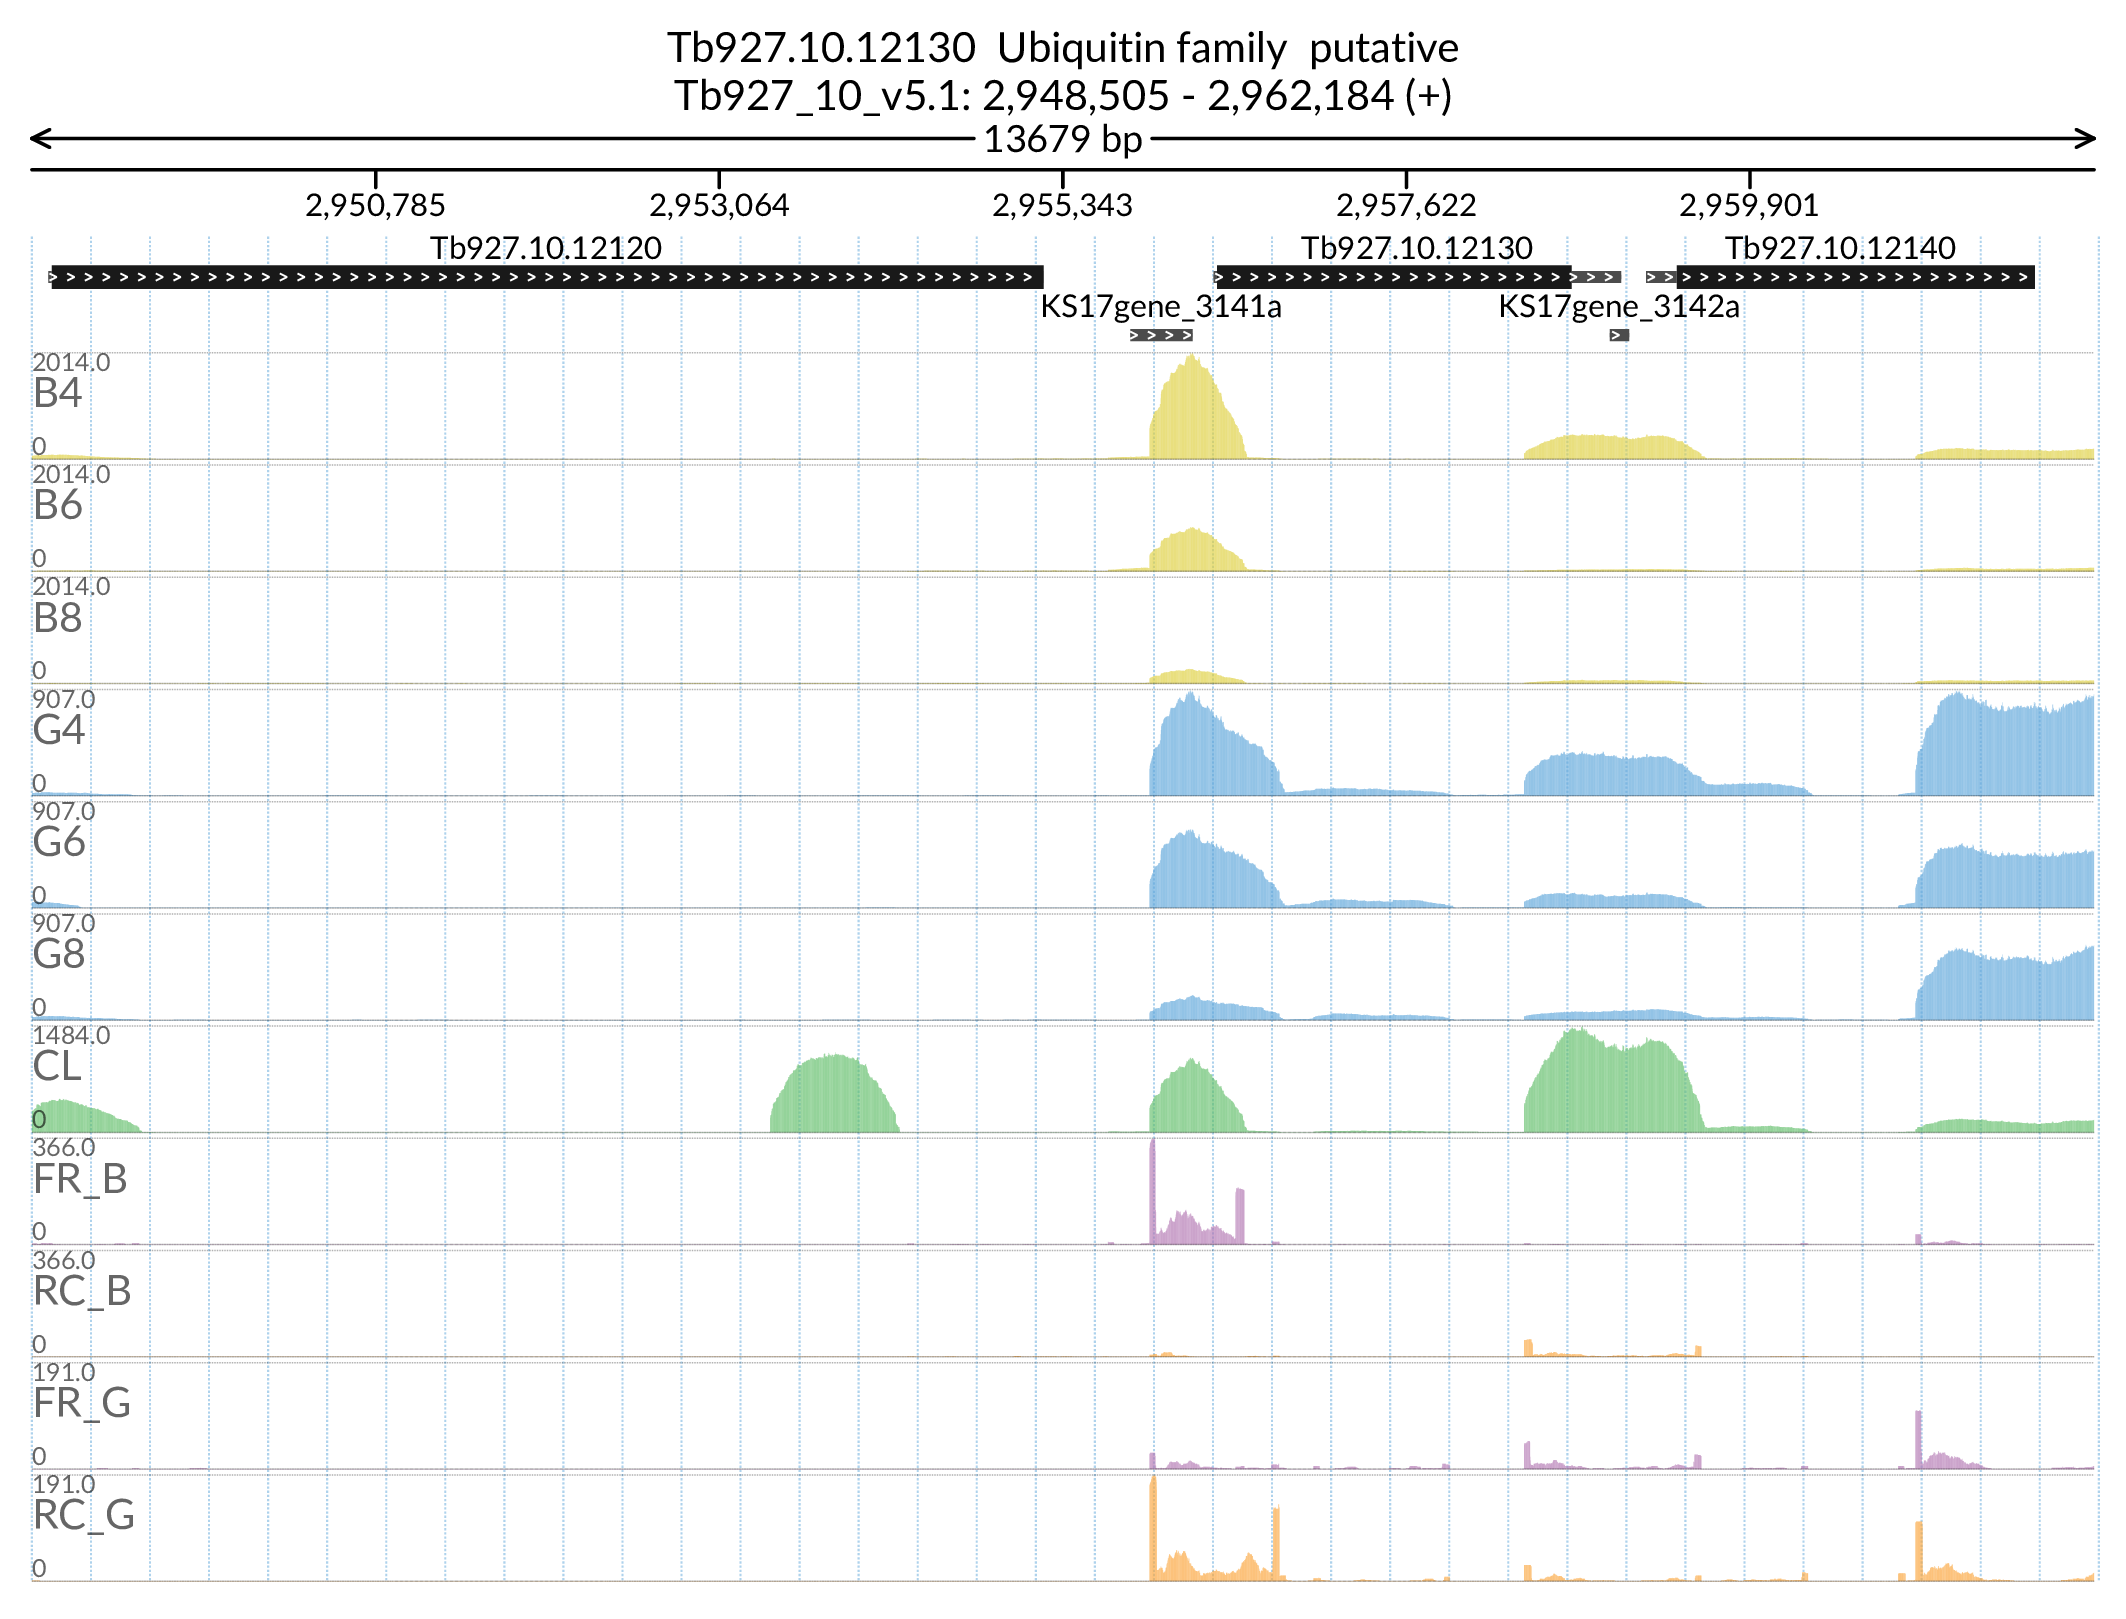 Tb927.10.12130  Ubiquitin family  putative
Tb927_10_v5.1: 2,948,505 - 2,962,184 (+)
13679 bp
2,950,785 2,953,064 2,955,343 2,957,622 2,959,901
Tb927.10.12120 Tb927.10.12130 Tb927.10.12140
KS17gene_3141a KS17gene_3142a
2014.0
B4
0
2014.0
B6
0
2014.0
B8
0
907.0
G4
0
907.0
G6
0
907.0
G8
0
1484.0
CL
0
366.0
FR_B
0
366.0
RC_B
0
191.0
FR_G
0
191.0
RC_G
0